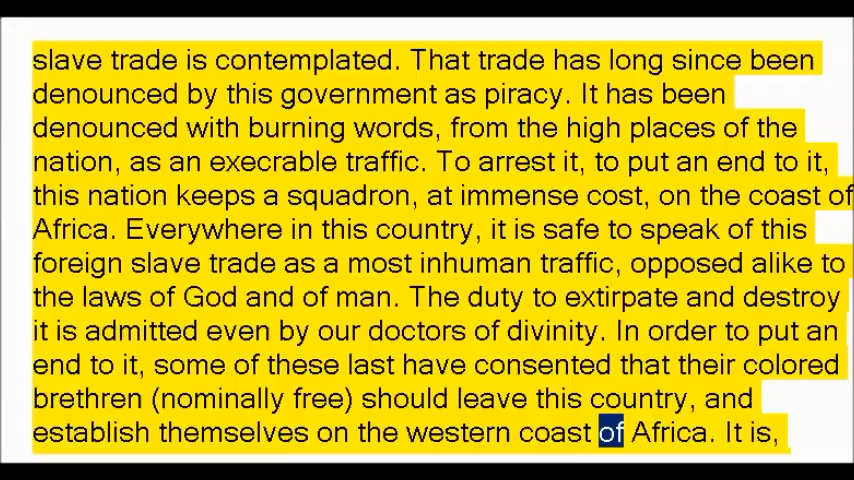 slave trade is contemplated. That trade has long since been
denounced by this government as piracy. It has been
denounced with burning words, from the high places of the
nation, as an execrable traffic. To arrest it, to put an end to it,
this nation keeps a squadron, at immense cost, on the coast of
Africa. Everywhere in this country, it is safe to speak of this
foreign slave trade as a most inhuman traffic, opposed alike to
the laws of God and of man. The duty to extirpate and destroy
it is admitted even by our doctors of divinity. In order to put an
end to it, some of these last have consented that their colored
brethren (nominally free) should leave this country, and
establish themselves on the western coast of Africa. It is,